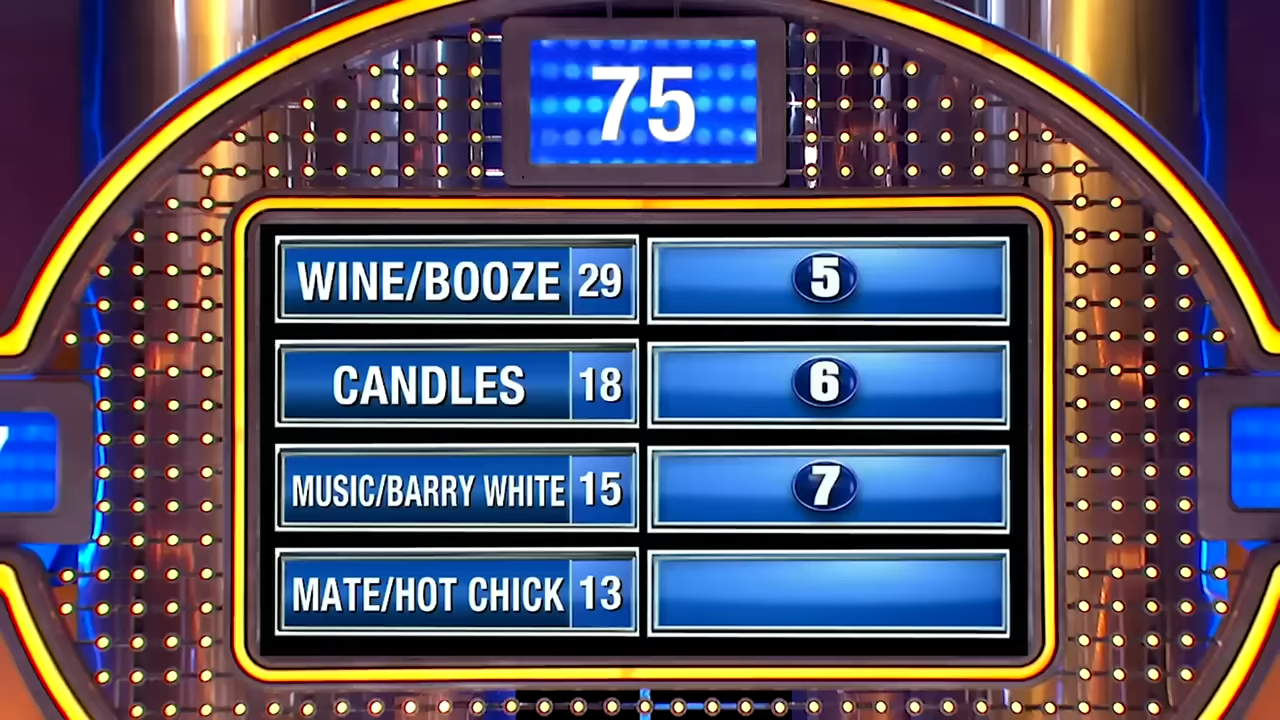 75
WINE/BOOZE 29
5
CANDLES 18
6
MUSIC/BARRY WHITE 15
7
MATE/HOT CHICK 13